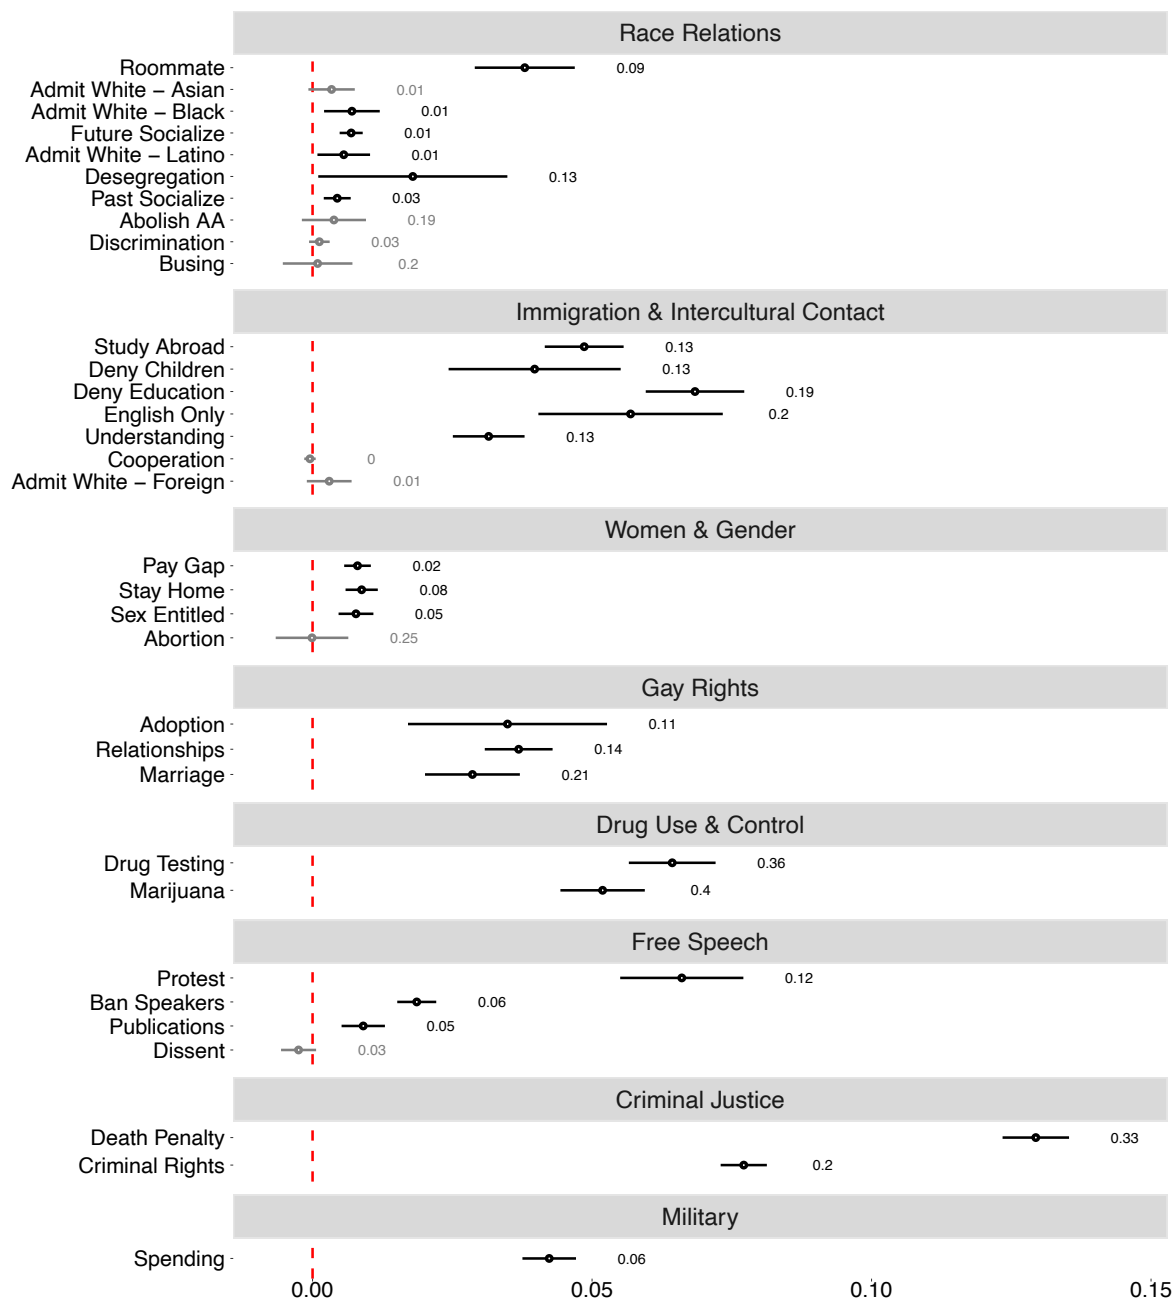 Race Relations
Roommate 0.09
Admit White − Asian 0.01
Admit White − Black 0.01
Future Socialize 0.01
Admit White − Latino 0.01
Desegregation 0.13
Past Socialize 0.03
Abolish AA 0.19
Discrimination 0.03
Busing 0.2
Immigration & Intercultural Contact
Study Abroad 0.13
Deny Children 0.13
Deny Education 0.19
English Only 0.2
Understanding 0.13
Cooperation 0
Admit White − Foreign 0.01
Women & Gender
Pay Gap 0.02
Stay Home 0.08
Sex Entitled 0.05
Abortion 0.25
Gay Rights
Adoption 0.11
Relationships 0.14
Marriage 0.21
Drug Use & Control
Drug Testing 0.36
Marijuana 0.4
Free Speech
Protest 0.12
Ban Speakers 0.06
Publications 0.05
Dissent 0.03
Criminal Justice
Death Penalty 0.33
Criminal Rights 0.2
Military
Spending 0.06
0.00 0.05 0.10 0.15